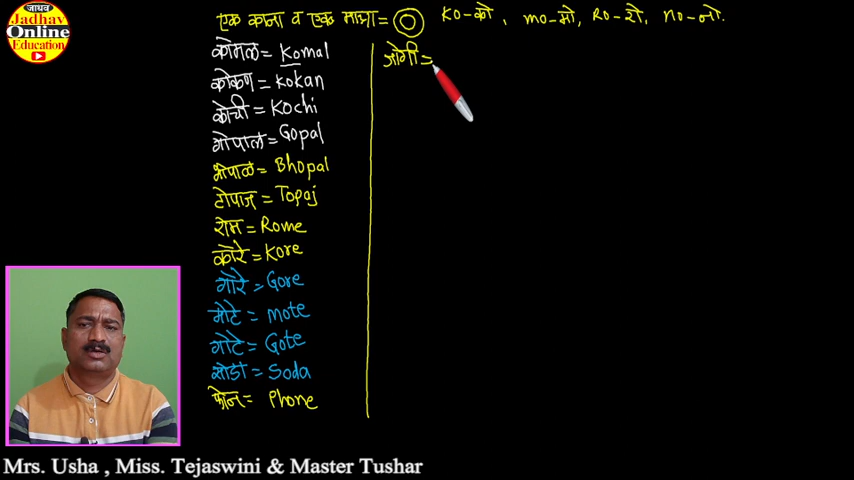 जाधव
Jadhav
Online
Education
एक काना व एक मात्रा = O
Ko-को, mo-मो, Ro-रो, no-नो.
कोमल = Komal
कोकण = Kokan
कोची = Kochi
गोपाल = Gopal
भोपाळ = Bhopal
टोपाज = Topaj
रोम = Rome
कोरे = Kore
गोरे = Gore
मोटे = mote
गोटे = Gote
सोडा = Soda
फोन = Phone
जोगी =
Mrs. Usha , Miss. Tejaswini & Master Tushar